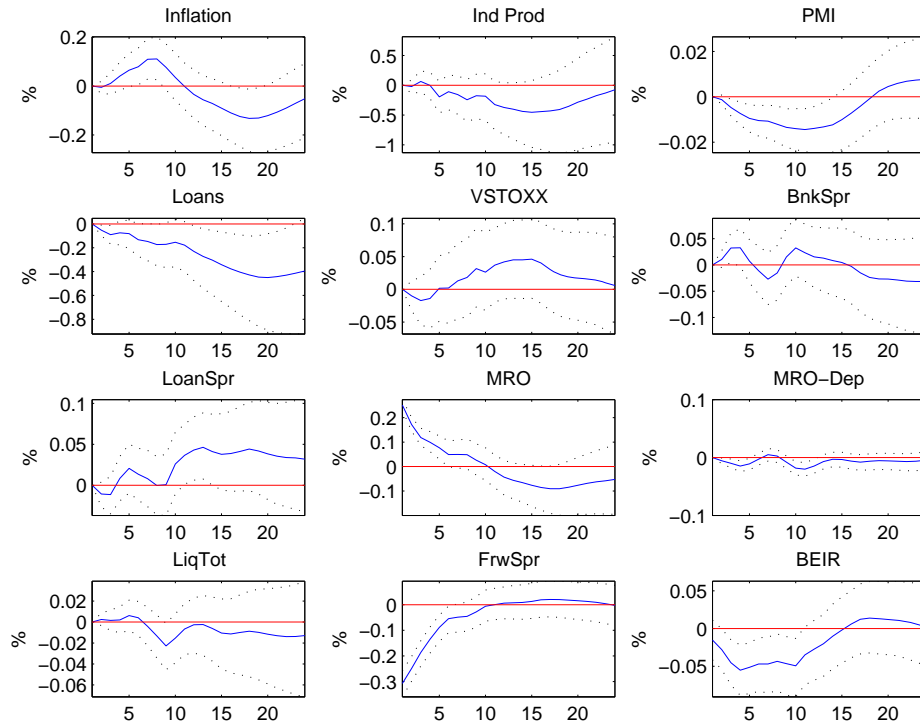 Inflation
Ind Prod
PMI
%
0.2
0
−0.2
5 10 15 20
%
0.5
0
−0.5
−1
5 10 15 20
%
0.02
0
−0.02
5 10 15 20
Loans
VSTOXX
BnkSpr
%
0
−0.2
−0.4
−0.6
−0.8
5 10 15 20
%
0.1
0.05
0
−0.05
5 10 15 20
%
0.05
0
−0.05
−0.1
5 10 15 20
LoanSpr
MRO
MRO−Dep
%
0.1
0.05
0
5 10 15 20
%
0.2
0.1
0
−0.1
5 10 15 20
%
0.1
0
−0.1
5 10 15 20
LiqTot
FrwSpr
BEIR
%
0.02
0
−0.02
−0.04
−0.06
5 10 15 20
%
0
−0.1
−0.2
−0.3
5 10 15 20
%
0.05
0
−0.05
5 10 15 20